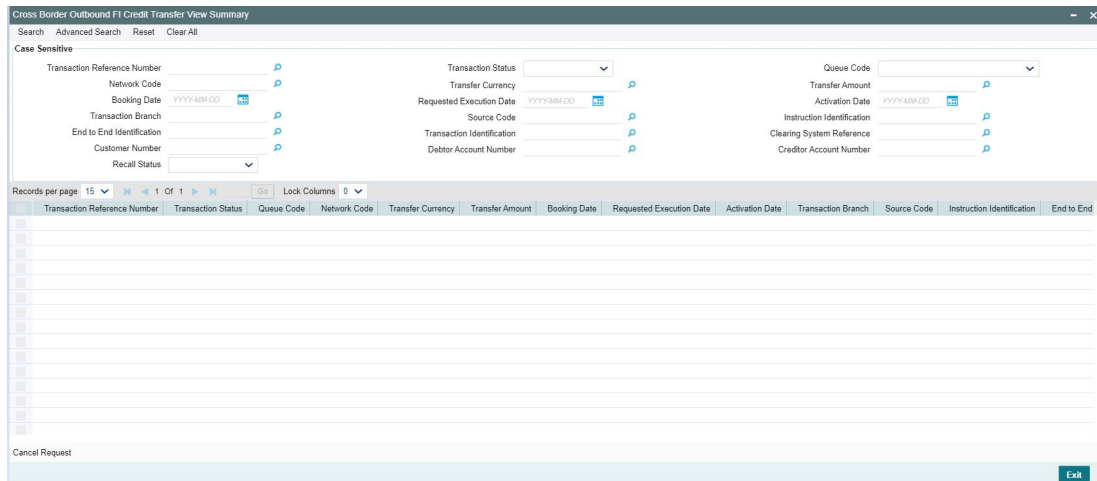 Cross Border Outbound FI Credit Transfer View Summary
Search Advanced Search Reset Clear All
Case Sensitive
Transaction Reference Number Transaction Status Queue Code
Network Code Transfer Currency Transfer Amount
Booking Date YYYY-MM-DD Requested Execution Date YYYY-MM-DD Activation Date YYYY-MM-DD
Transaction Branch Source Code Instruction Identification
End to End Identification Transaction Identification Clearing System Reference
Customer Number Debtor Account Number Creditor Account Number
Recall Status
Records per page 15 1 Of 1 Go Lock Columns 0
Transaction Reference Number Transaction Status Queue Code Network Code Transfer Currency Transfer Amount Booking Date Requested Execution Date Activation Date Transaction Branch Source Code Instruction Identification End to End
Cancel Request
Exit